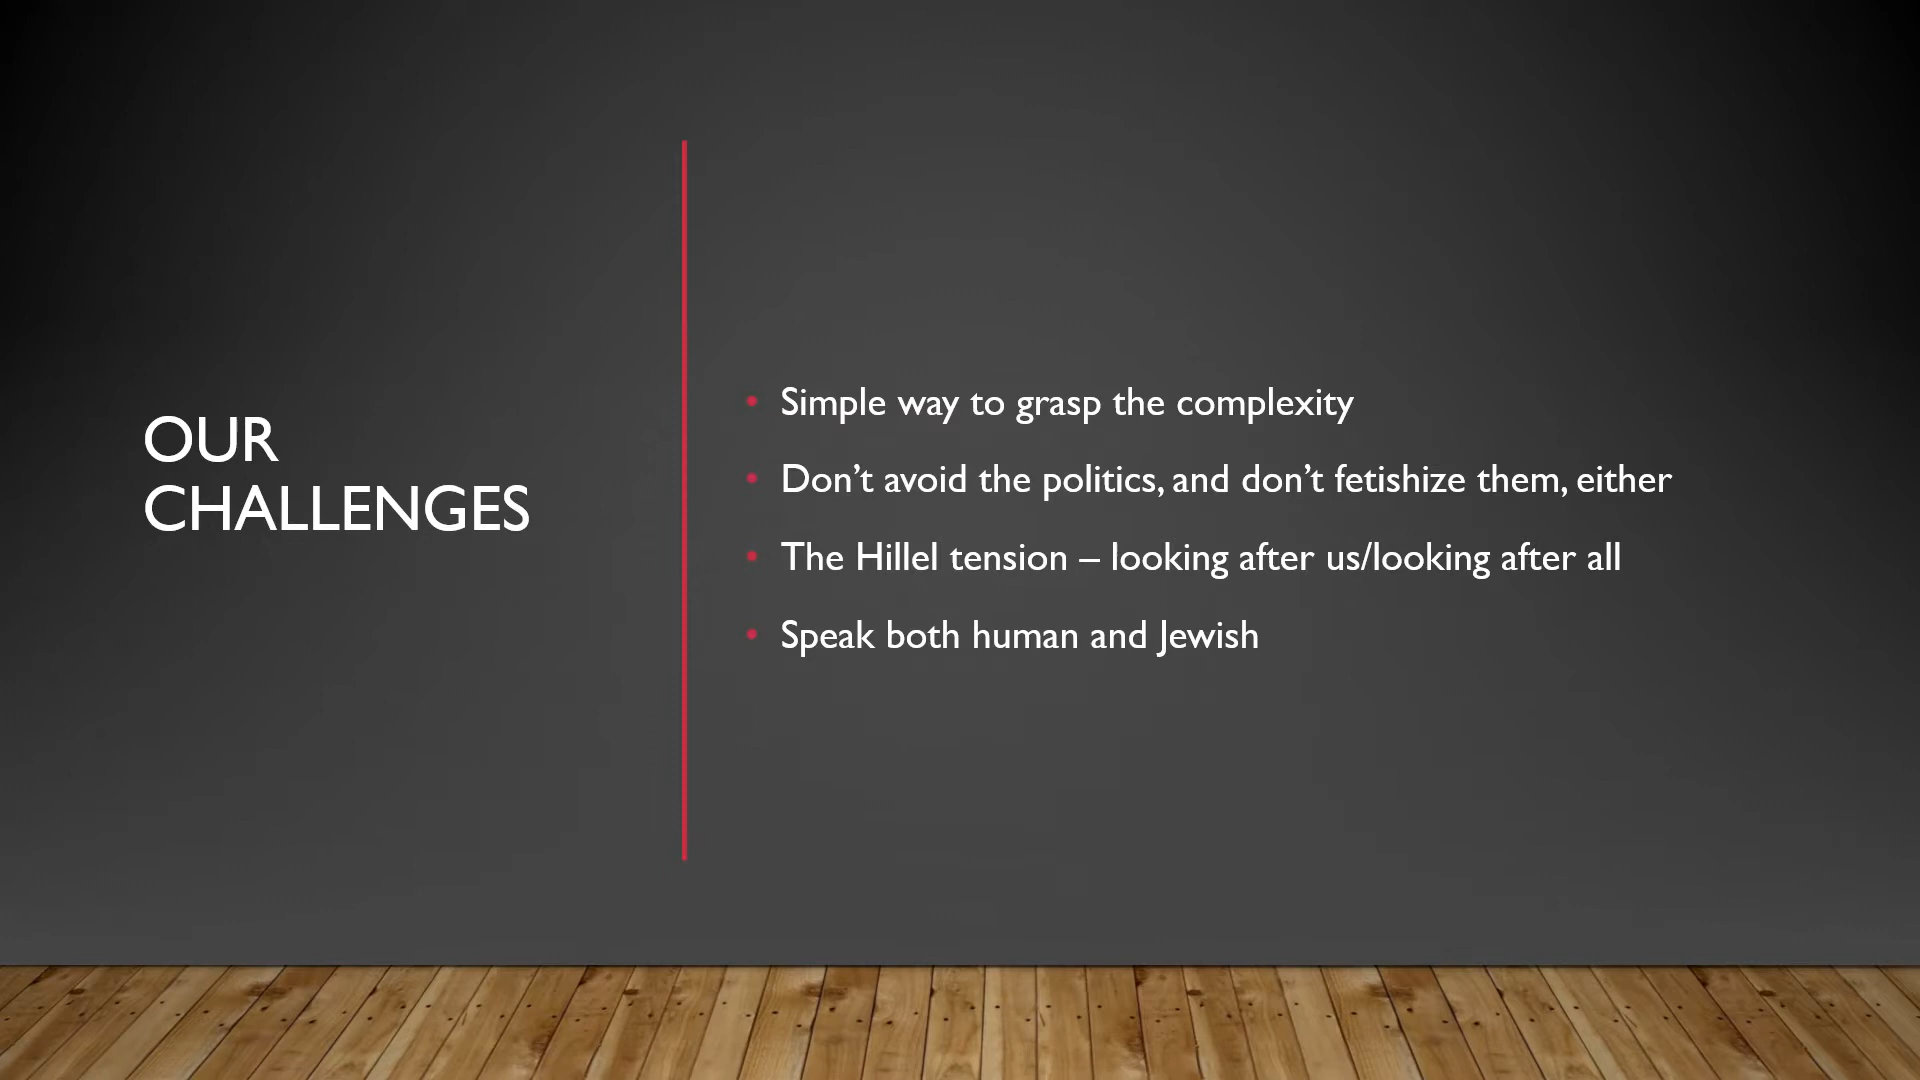 OUR
CHALLENGES
• Simple way to grasp the complexity
• Don’t avoid the politics, and don’t fetishize them, either
• The Hillel tension – looking after us/looking after all
• Speak both human and Jewish